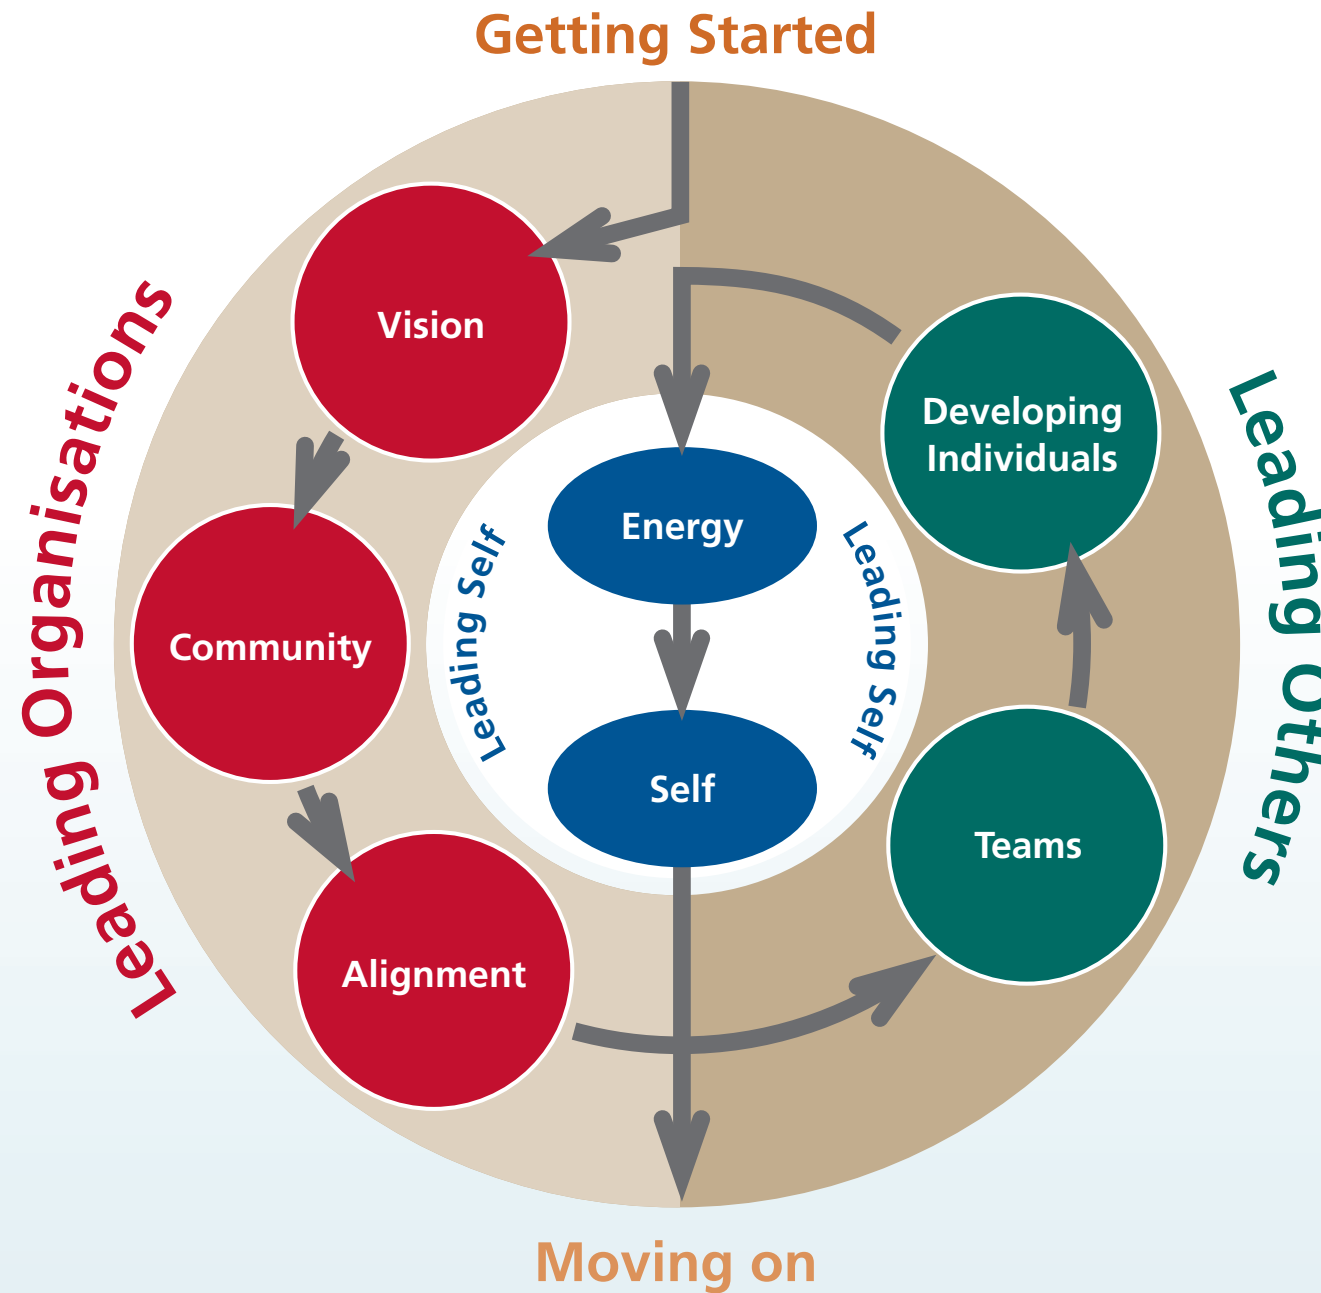 Getting Started
Leading Organisations
Vision
Community
Alignment
Leading Self
Energy
Self
Leading Self
Developing
Individuals
Teams
Leading Others
Moving on